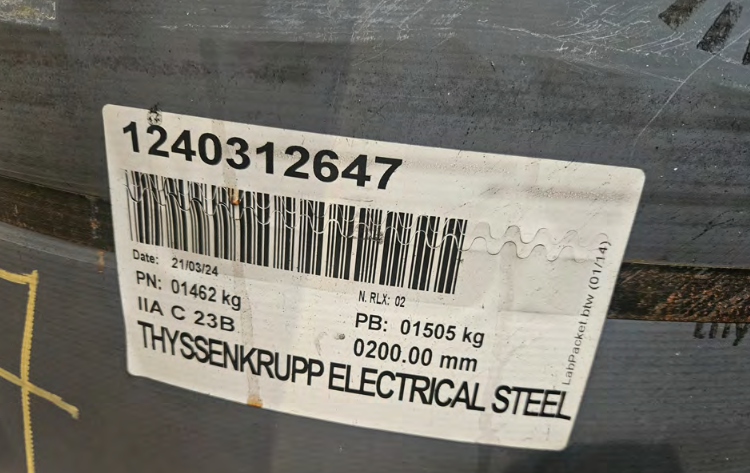 1240312647
Date: 21/03/24
N. RLX: 02
PN: 01462 kg
PB: 01505 kg
IIA C 23B
0200.00 mm
THYSSENKRUPP ELECTRICAL STEEL
LabPacket.btw (01/14)